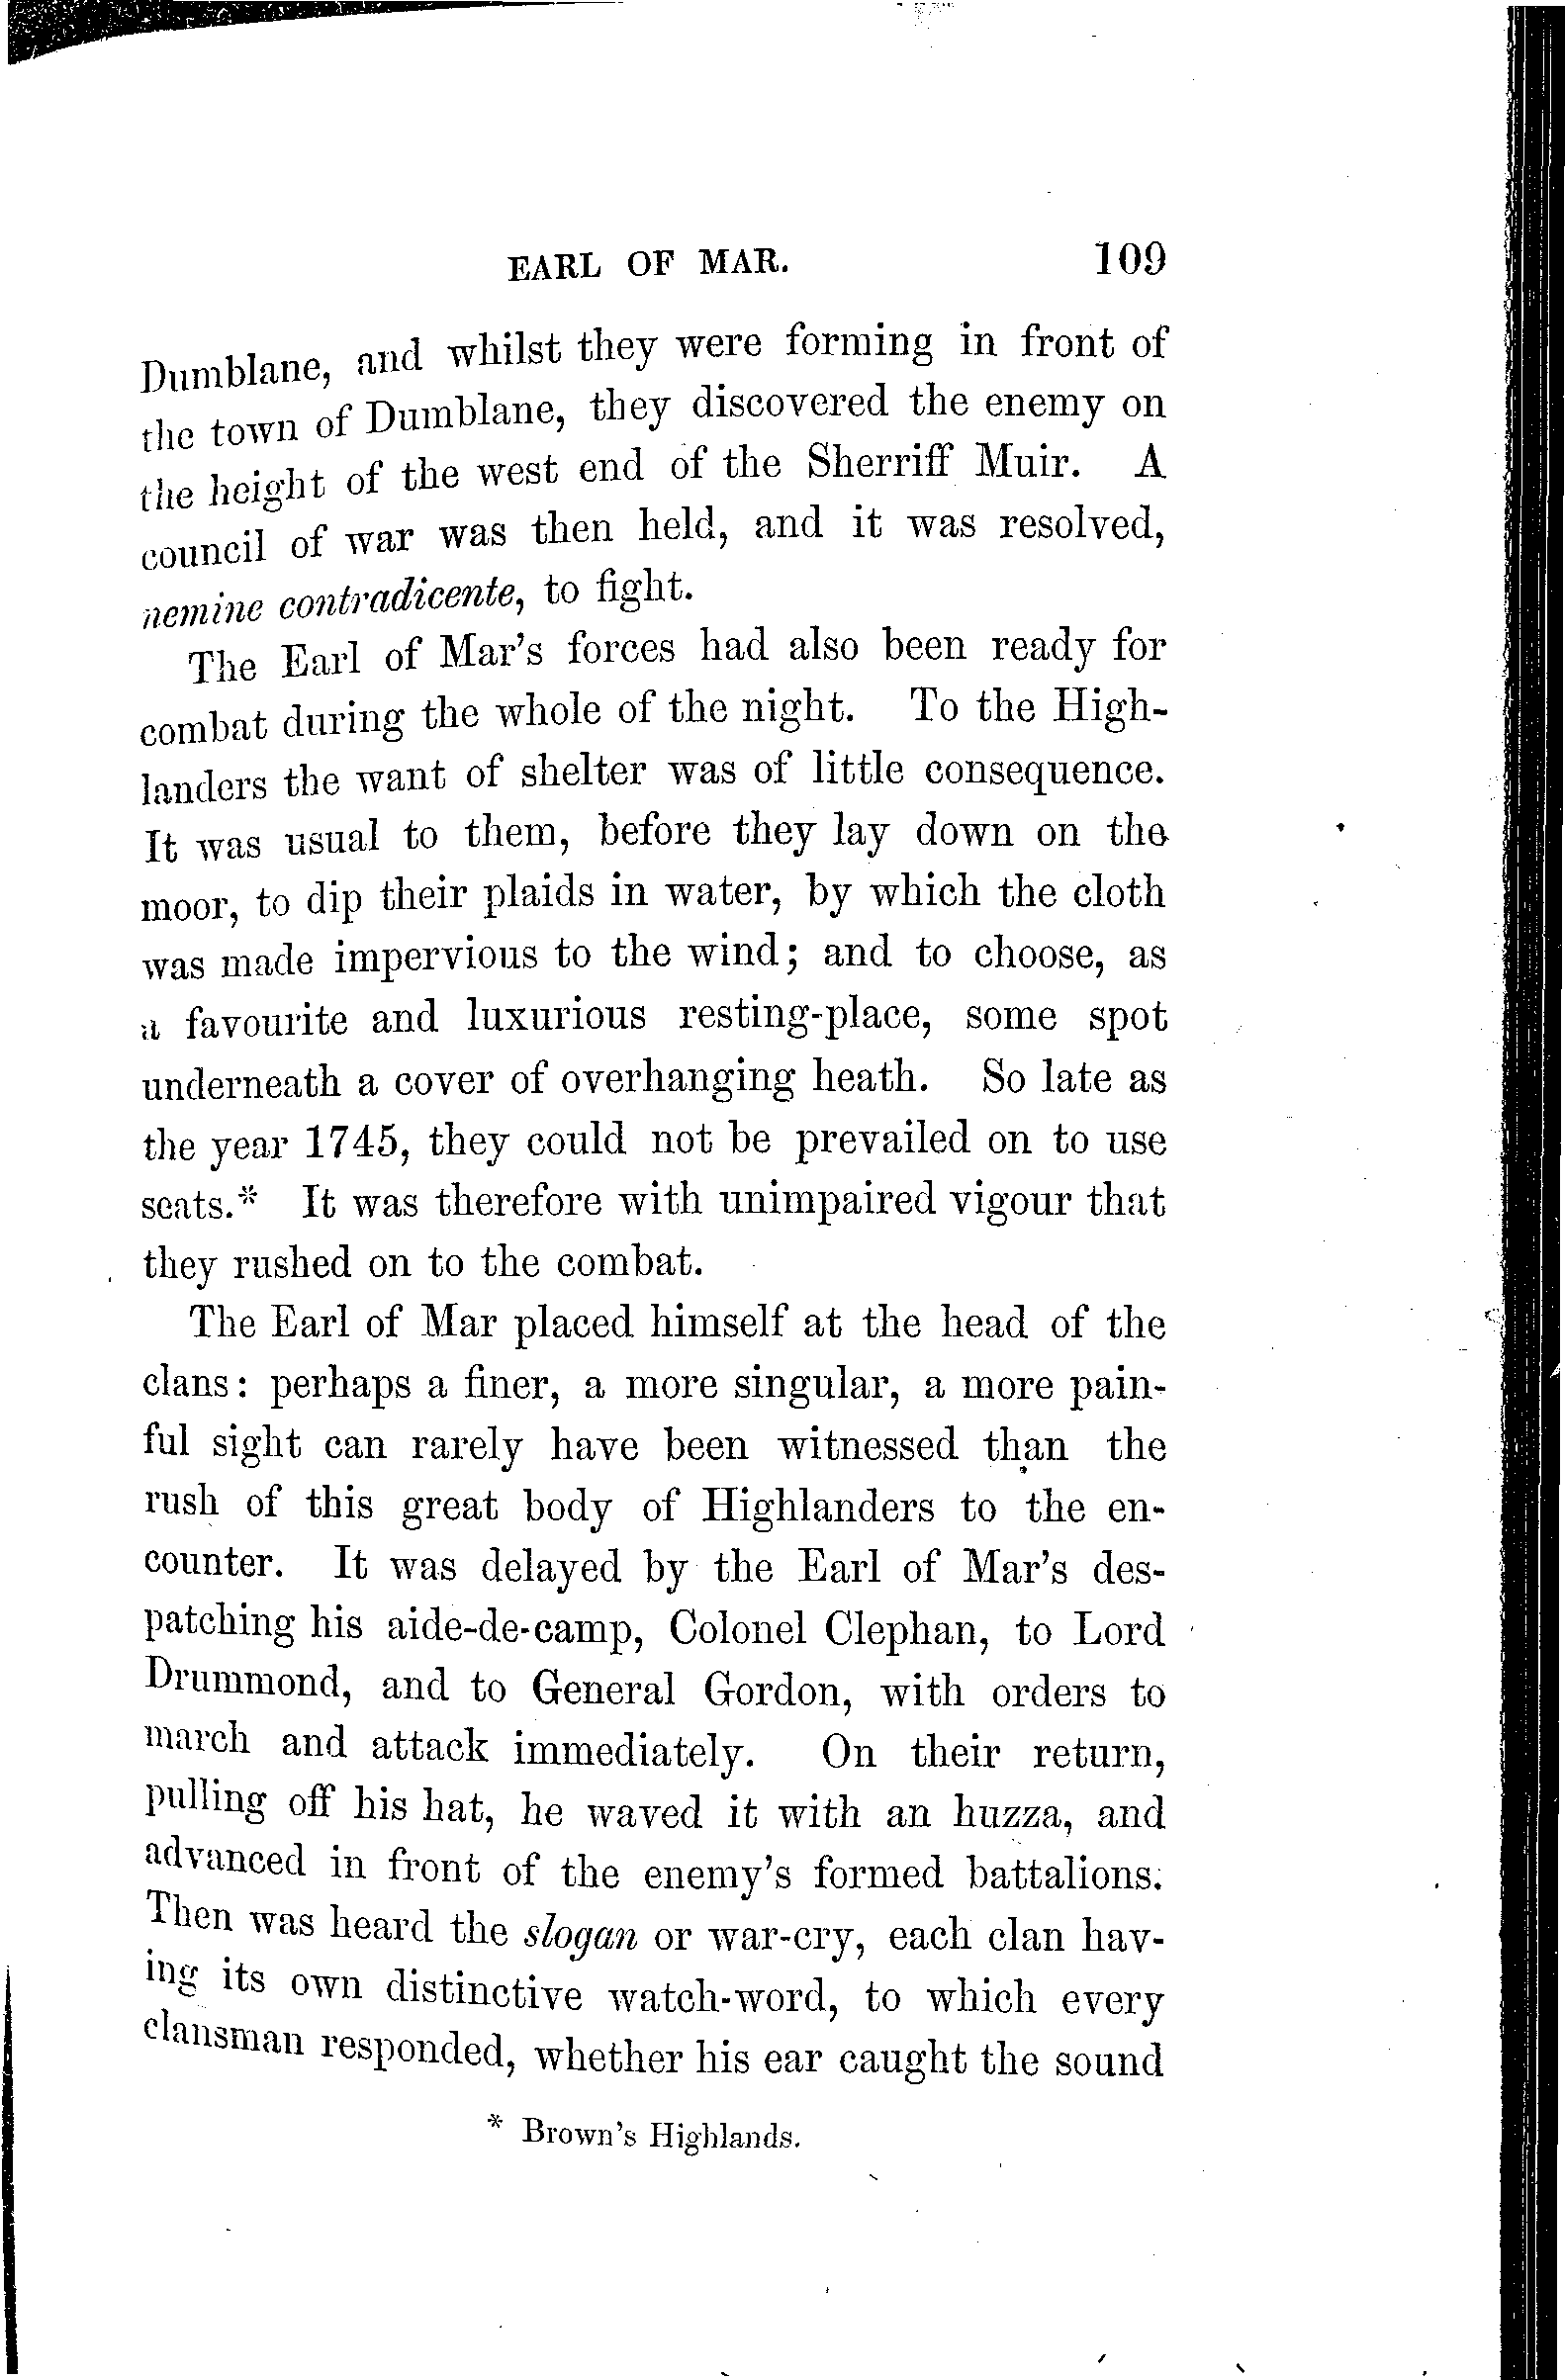 EARL OF MAR. 109
Dumblane, and whilst they were forming in front of
the town of Dumblane, they discovered the enemy on
the height of the west end of the Sherriff Muir. A
council of war was then held, and it was resolved,
nemine contradicente, to fight.
The Earl of Mar's forces had also been ready for
combat during the whole of the night. To the High-
landers the want of shelter was of little consequence.
It was usual to them, before they lay down on the
moor, to dip their plaids in water, by which the cloth
was made impervious to the wind; and to choose, as
a favourite and luxurious resting-place, some spot
underneath a cover of overhanging heath. So late as
the year 1745, they could not be prevailed on to use
seats.* It was therefore with unimpaired vigour that
they rushed on to the combat.
The Earl of Mar placed himself at the head of the
clans: perhaps a finer, a more singular, a more pain-
ful sight can rarely have been witnessed than the
rush of this great body of Highlanders to the en-
counter. It was delayed by the Earl of Mar's des-
patching his aide-de-camp, Colonel Clephan, to Lord
Drummond, and to General Gordon, with orders to
march and attack immediately. On their return,
pulling off his hat, he waved it with an huzza, and
advanced in front of the enemy's formed battalions.
Then was heard the slogan or war-cry, each clan hav-
ing its own distinctive watch-word, to which every
clansman responded, whether his ear caught the sound
* Brown's Highlands.